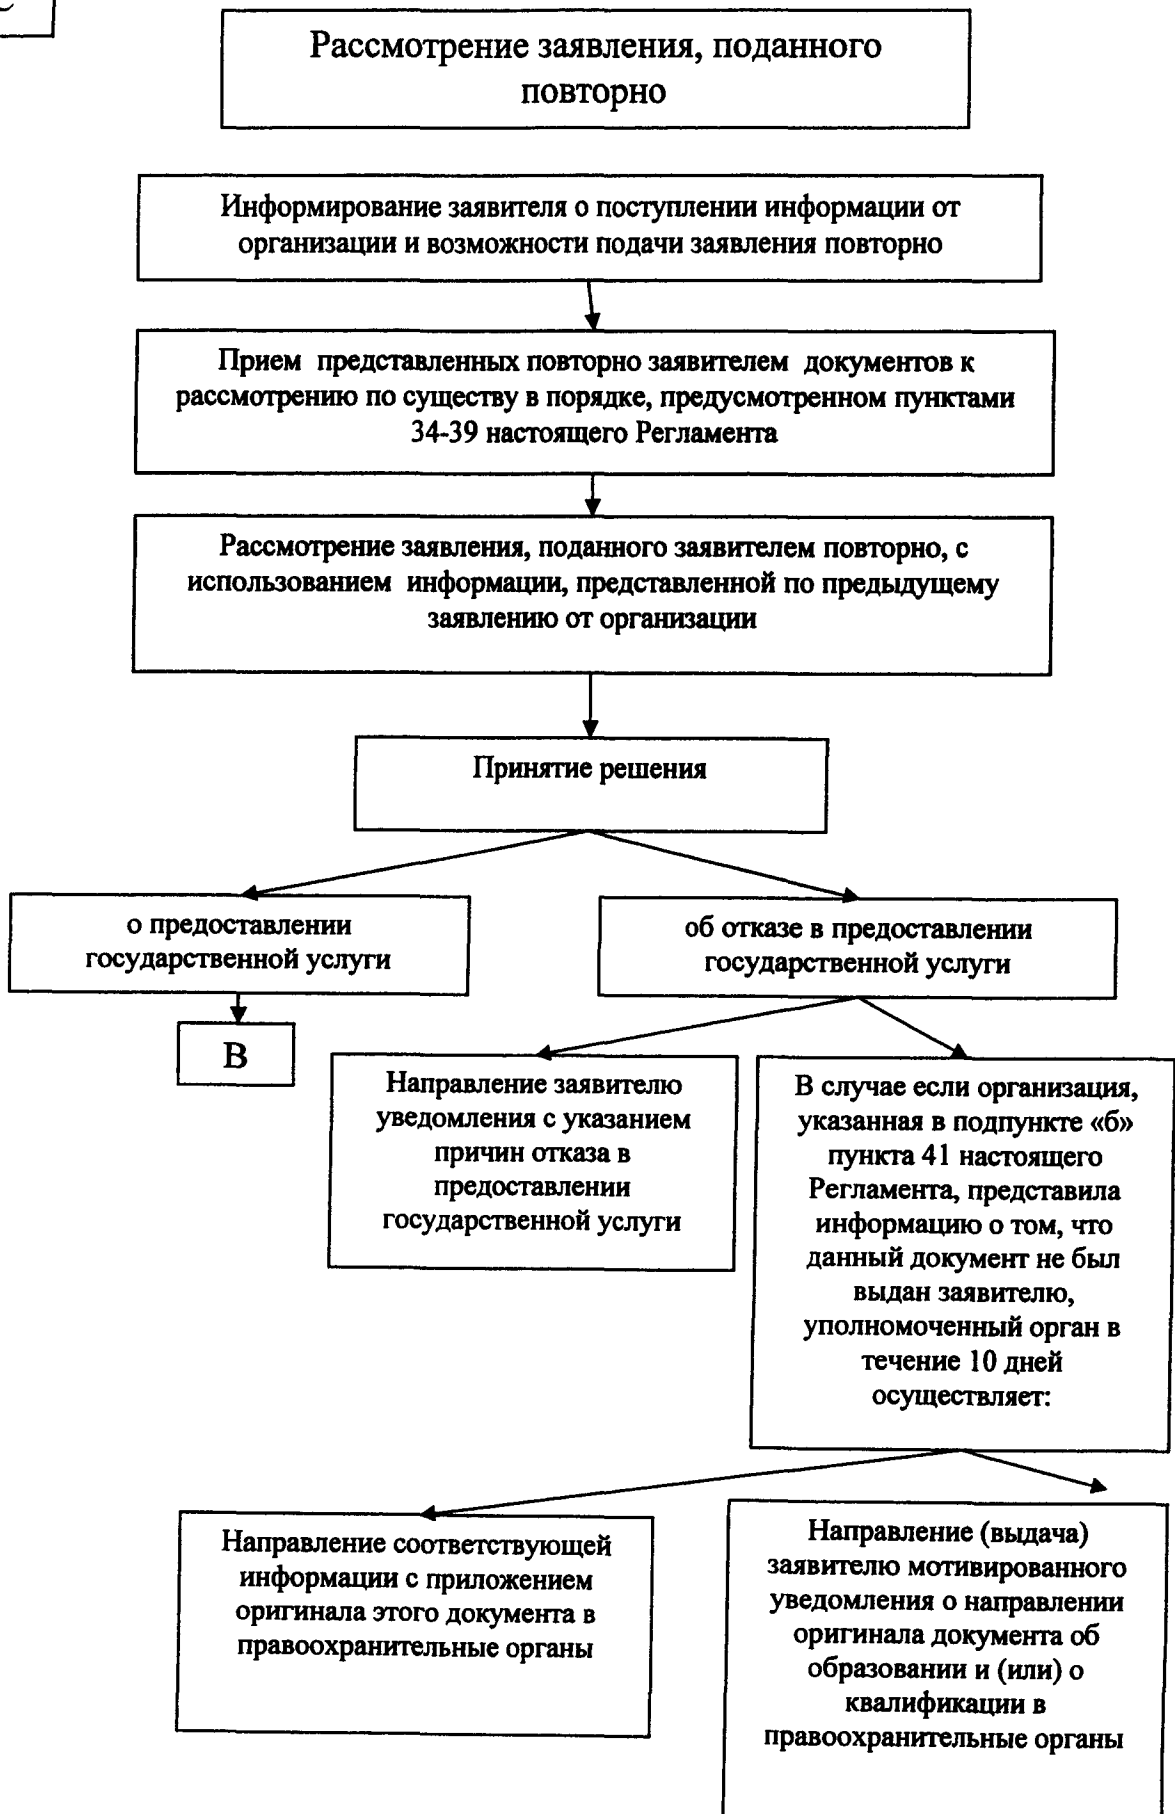 Рассмотрение заявления, поданного
повторно
Информирование заявителя о поступлении информации от
организации и возможности подачи заявления повторно
Прием представленных повторно заявителем документов к
рассмотрению по существу в порядке, предусмотренном пунктами
34-39 настоящего Регламента
Рассмотрение заявления, поданного заявителем повторно, с
использованием информации, представленной по предыдущему
заявлению от организации
Принятие решения
о предоставлении
государственной услуги
об отказе в предоставлении
государственной услуги
В
Направление заявителю
уведомления с указанием
причин отказа в
предоставлении
государственной услуги
В случае если организация,
указанная в подпункте «б»
пункта 41 настоящего
Регламента, представила
информацию о том, что
данный документ не был
выдан заявителю,
уполномоченный орган в
течение 10 дней
осуществляет:
Направление соответствующей
информации с приложением
оригинала этого документа в
правоохранительные органы
Направление (выдача)
заявителю мотивированного
уведомления о направлении
оригинала документа об
образовании и (или) о
квалификации в
правоохранительные органы